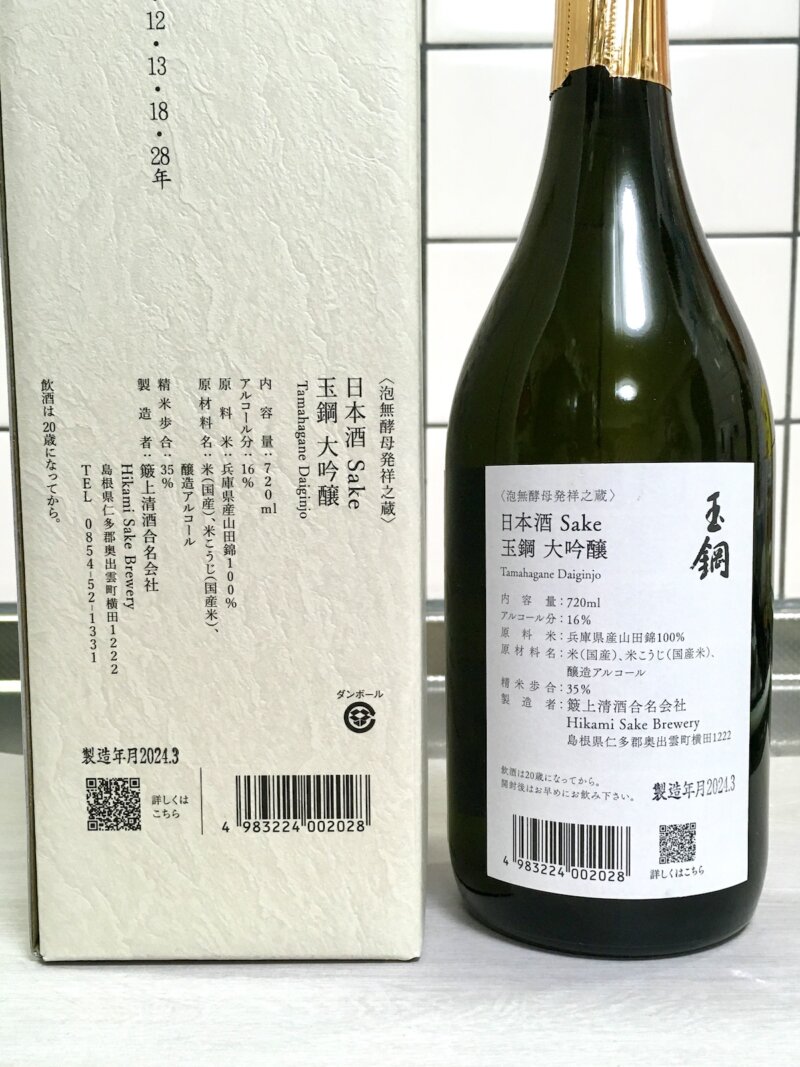 12・13・18・28年
〈泡無酵母発祥之蔵〉
日本酒 Sake
玉鋼 大吟醸
Tamahagane Daiginjo
内容量：720ml
アルコール分：16%
原料米：兵庫県産山田錦100%
原材料名：米(国産)、米こうじ(国産米)、
醸造アルコール
精米歩合：35%
製造者：簸上清酒合名会社
Hikami Sake Brewery
島根県仁多郡奥出雲町横田1222
TEL 0854-52-1331
飲酒は20歳になってから。
ダンボール
製造年月2024.3
詳しくは
こちら
4 983224 002028
玉鋼
〈泡無酵母発祥之蔵〉
日本酒 Sake
玉鋼 大吟醸
Tamahagane Daiginjo
内容量：720ml
アルコール分：16%
原料米：兵庫県産山田錦100%
原材料名：米(国産)、米こうじ(国産米)、
醸造アルコール
精米歩合：35%
製造者：簸上清酒合名会社
Hikami Sake Brewery
島根県仁多郡奥出雲町横田1222
飲酒は20歳になってから。
開封後はお早めにお飲み下さい。
製造年月2024.3
4 983224 002028
詳しくはこちら